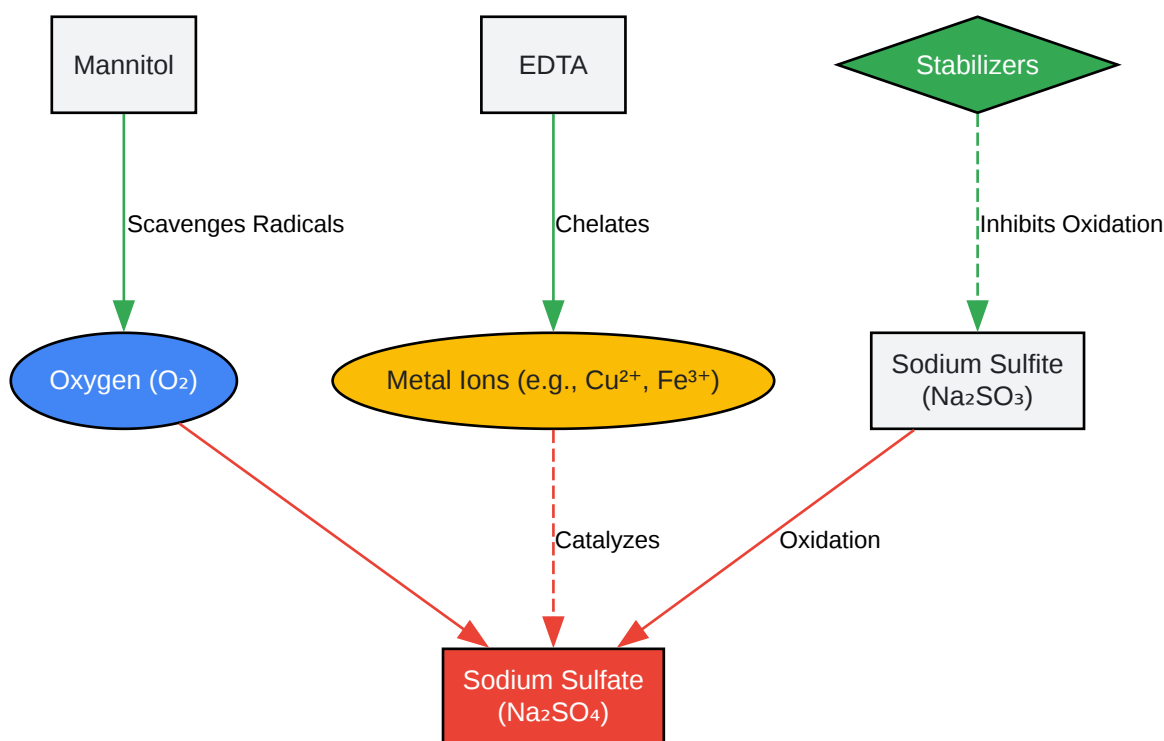 Mannitol
EDTA
Stabilizers
Scavenges Radicals
Chelates
Inhibits Oxidation
Oxygen (O₂)
Metal Ions (e.g., Cu²⁺, Fe³⁺)
Sodium Sulfite
(Na₂SO₃)
Catalyzes
Oxidation
Sodium Sulfate
(Na₂SO₄)